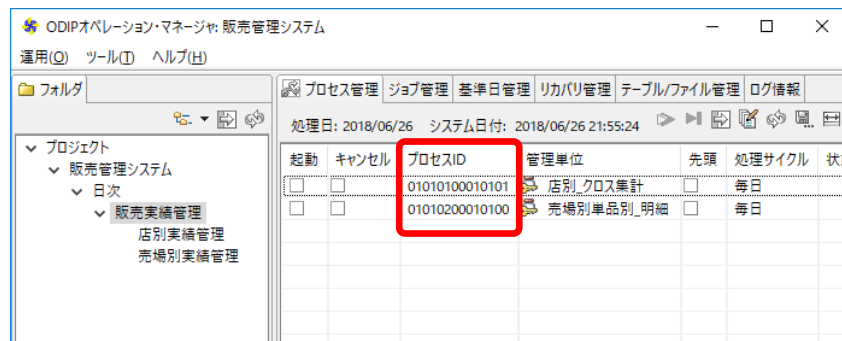 ODIPオペレーション・マネージャ: 販売管理システム
運用(O) ツール(T) ヘルプ(H)
フォルダ
プロセス管理 ジョブ管理 基準日管理 リカバリ管理 テーブル/ファイル管理 ログ情報
処理日: 2018/06/26 システム日付: 2018/06/26 21:55:24
プロジェクト
販売管理システム
日次
販売実績管理
店別実績管理
売場別実績管理
起動 キャンセル プロセスID 管理単位 先頭 処理サイクル
01010100010101 店別_クロス集計 毎日
01010200010100 売場別単品別_明細 毎日